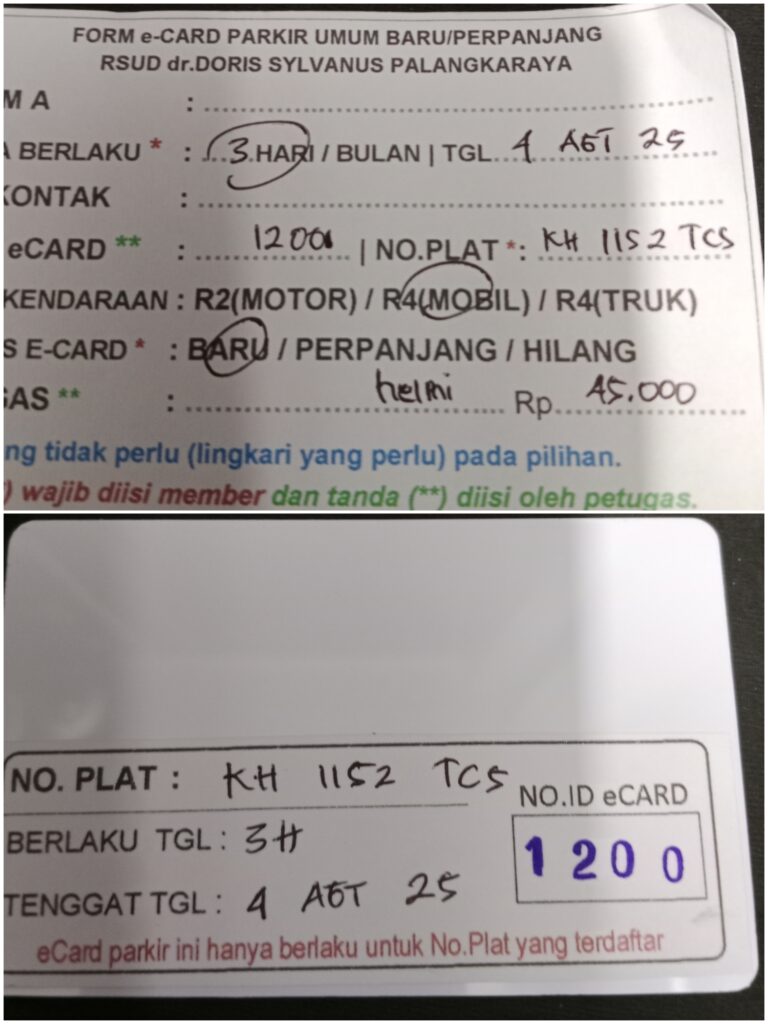 FORM e-CARD PARKIR UMUM BARU/PERPANJANG
RSUD dr.DORIS SYLVANUS PALANGKARAYA
M A : ........................
A BERLAKU * : ...3.HARI / BULAN | TGL...4 AGT 25
KONTAK : ........................
eCARD ** : ......1200...... | NO.PLAT *: KH 1152 TCS
KENDARAAN : R2(MOTOR) / R4(MOBIL) / R4(TRUK)
S E-CARD * : BARU / PERPANJANG / HILANG
GAS ** : ........helmi........ Rp...45.000
ng tidak perlu (lingkari yang perlu) pada pilihan.
) wajib diisi member dan tanda (**) diisi oleh petugas.
NO. PLAT : KH 1152 TCS
NO.ID eCARD
BERLAKU TGL : 3H
1200
TENGGAT TGL : 4 AGT 25
eCard parkir ini hanya berlaku untuk No.Plat yang terdaftar